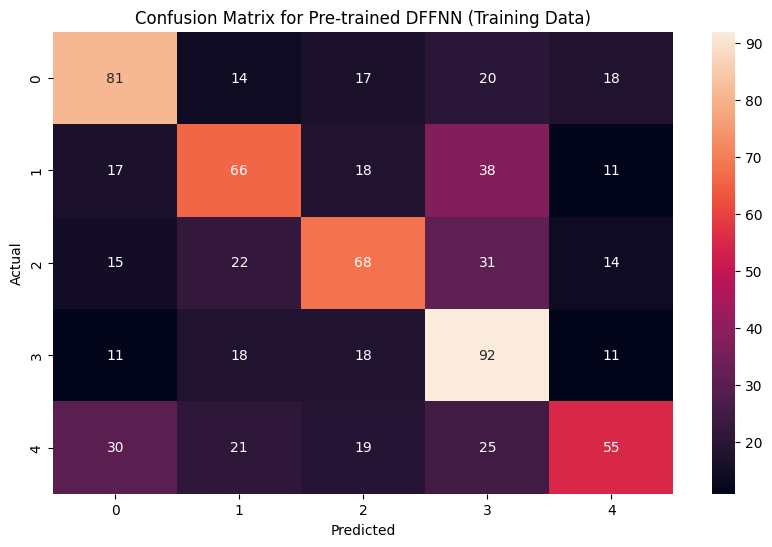 Confusion Matrix for Pre-trained DFFNN (Training Data)
0 81 14 17 20 18
1 17 66 18 38 11
2 15 22 68 31 14
3 11 18 18 92 11
4 30 21 19 25 55
0 1 2 3 4
Predicted
Actual
90
80
70
60
50
40
30
20